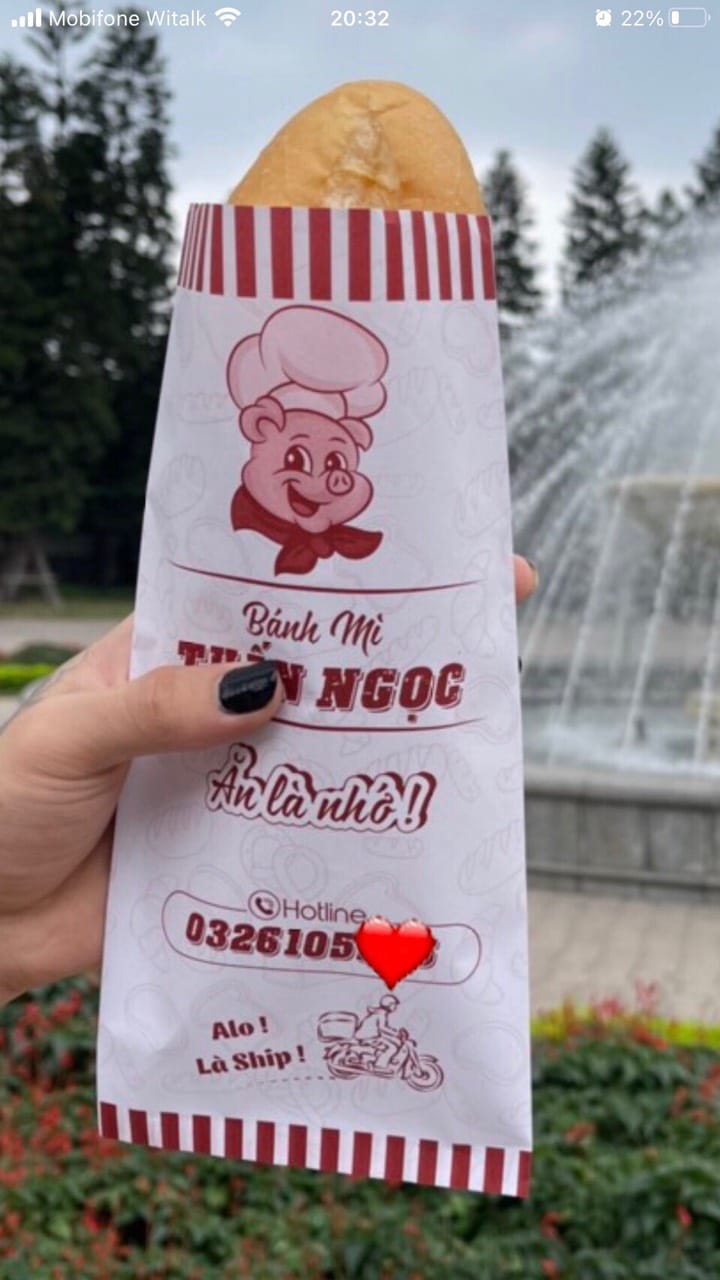 Mobifone Witalk
20:32
22%
Bánh Mì
NGỌC
Ăn là nhớ!
Hotline
Alo !
Là Ship !